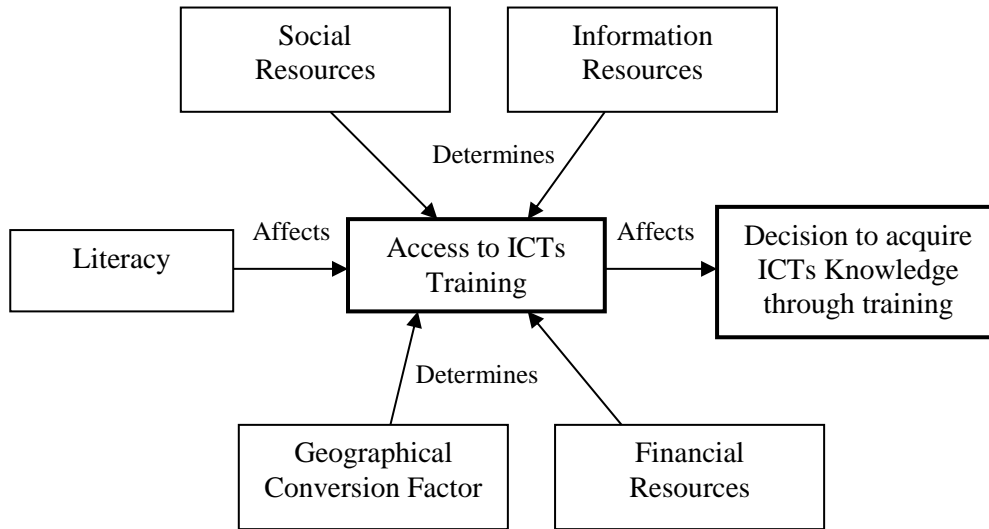 Social
Resources
Information
Resources
Determines
Literacy
Affects
Access to ICTs
Training
Affects
Decision to acquire
ICTs Knowledge
through training
Determines
Geographical
Conversion Factor
Financial
Resources